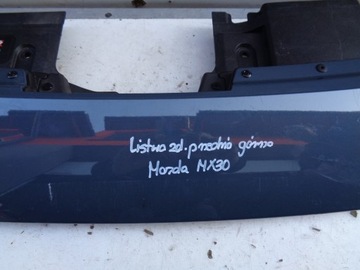 Listwa zd. przednia górna
Mazda MX30